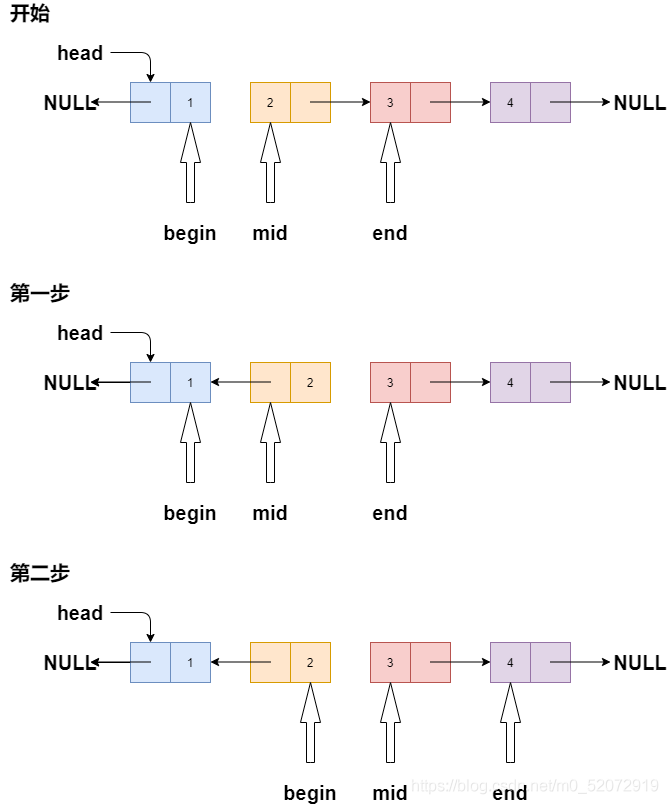 开始
head
NULL 1 2 3 4 NULL
begin mid end
第一步
head
NULL 1 2 3 4 NULL
begin mid end
第二步
head
NULL 1 2 3 4 NULL
begin mid end
https://blog.csdn.net/m0_52072919